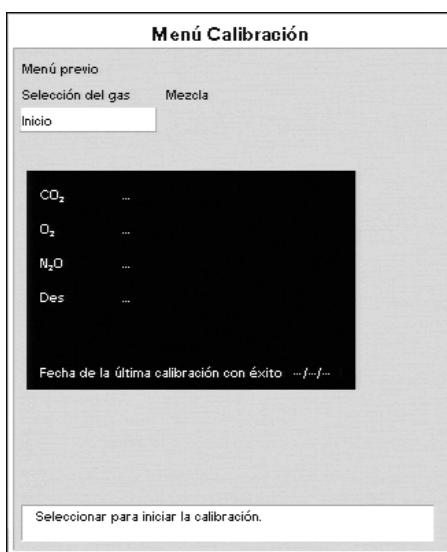 Menú Calibración
Menú previo
Selección del gas Mezcla
Inicio
CO₂ ...
O₂ ...
N₂O ...
Des ...
Fecha de la última calibración con éxito ---/---/---
Seleccionar para iniciar la calibración.